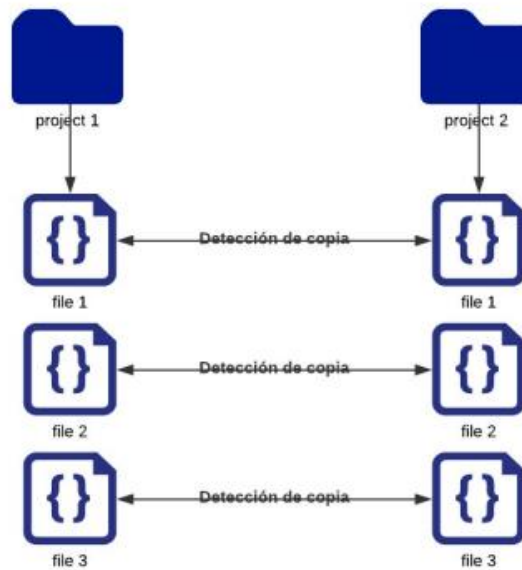 project 1
project 2
{}
Detección de copia
{}
file 1
file 1
{}
Detección de copia
{}
file 2
file 2
{}
Detección de copia
{}
file 3
file 3